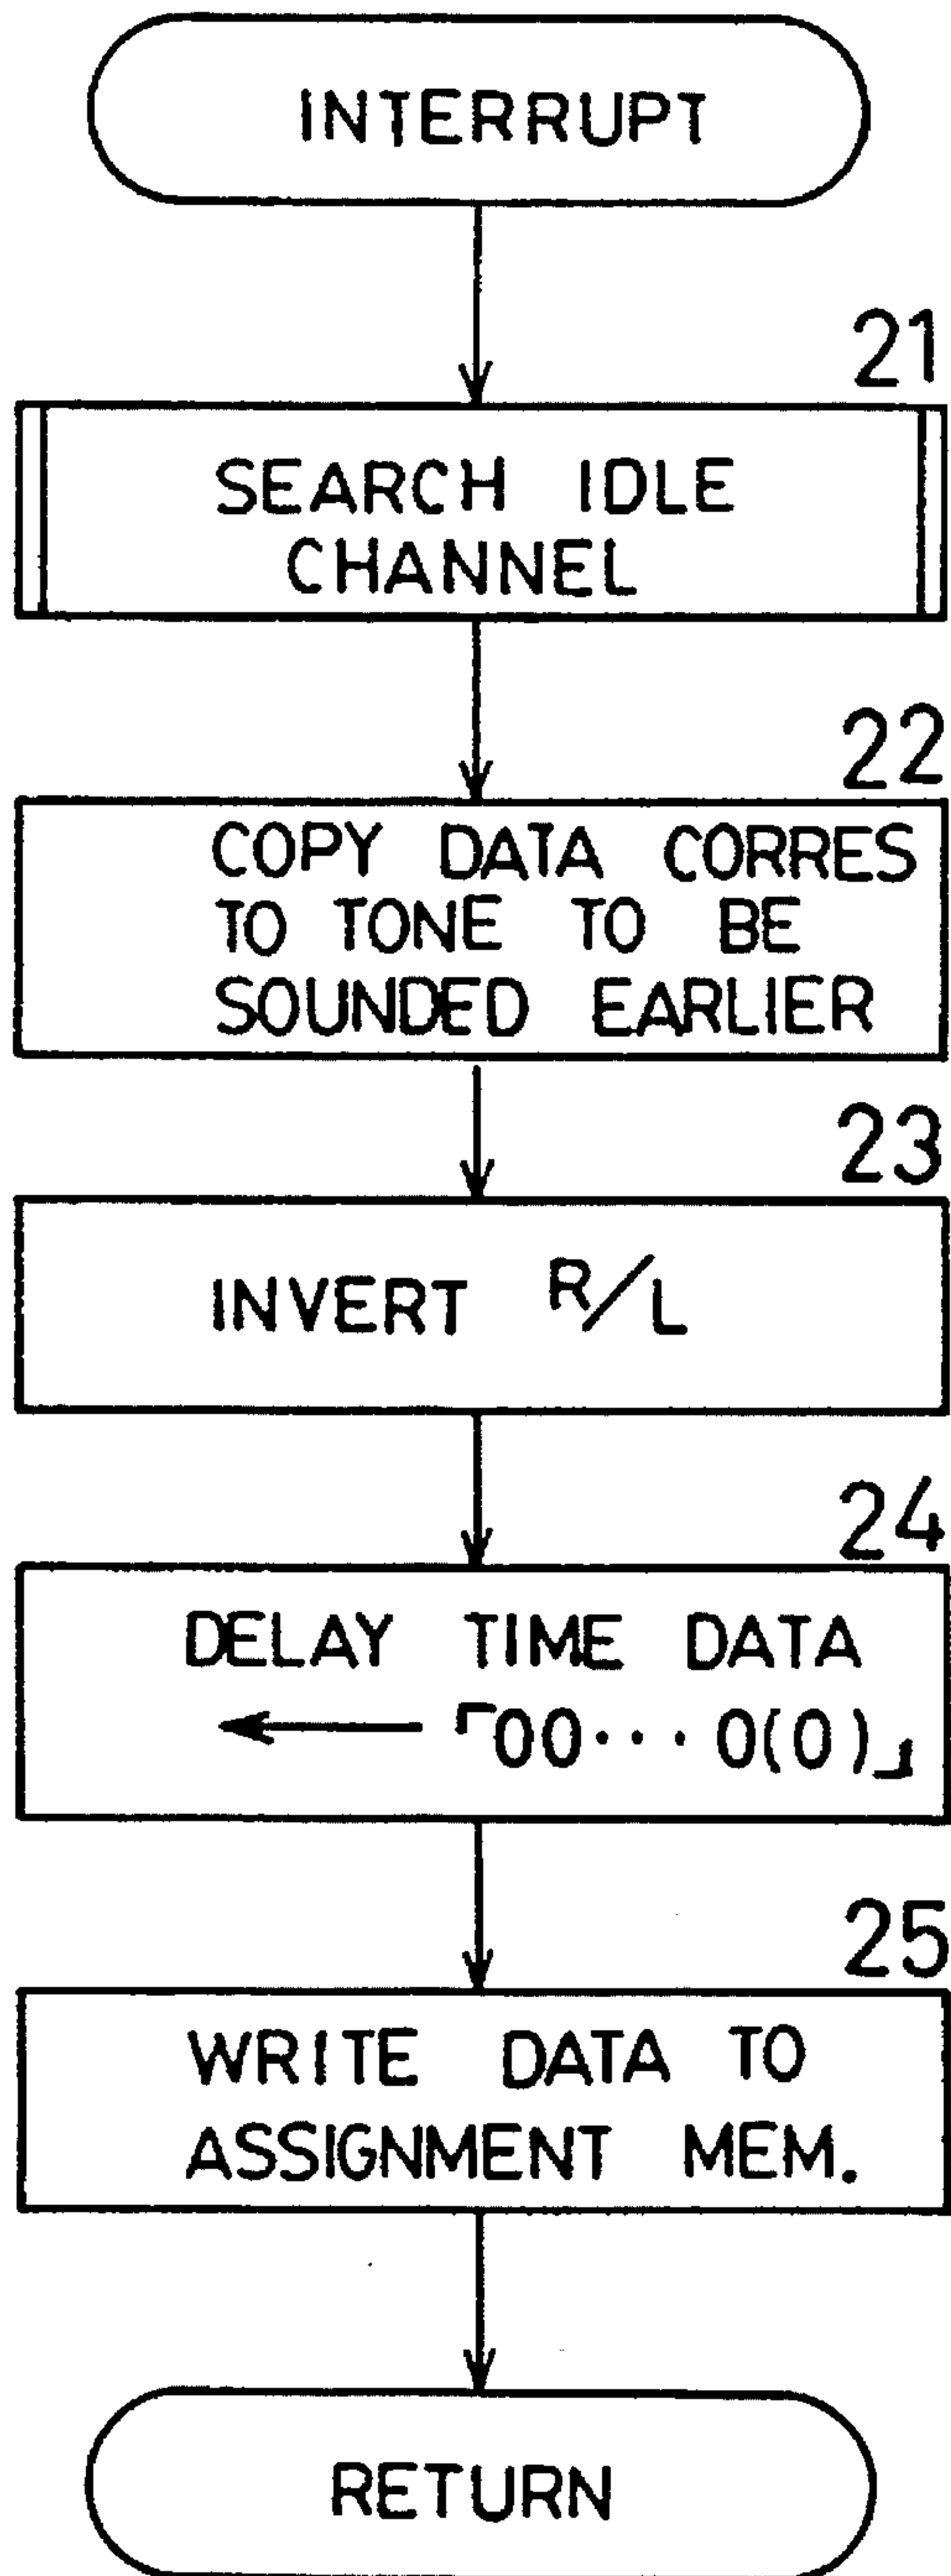 INTERRUPT
21
SEARCH IDLE
CHANNEL
22
COPY DATA CORRES
TO TONE TO BE
SOUNDED EARLIER
23
INVERT R/L
24
DELAY TIME DATA
← 「00···0(0)」
25
WRITE DATA TO
ASSIGNMENT MEM.
RETURN